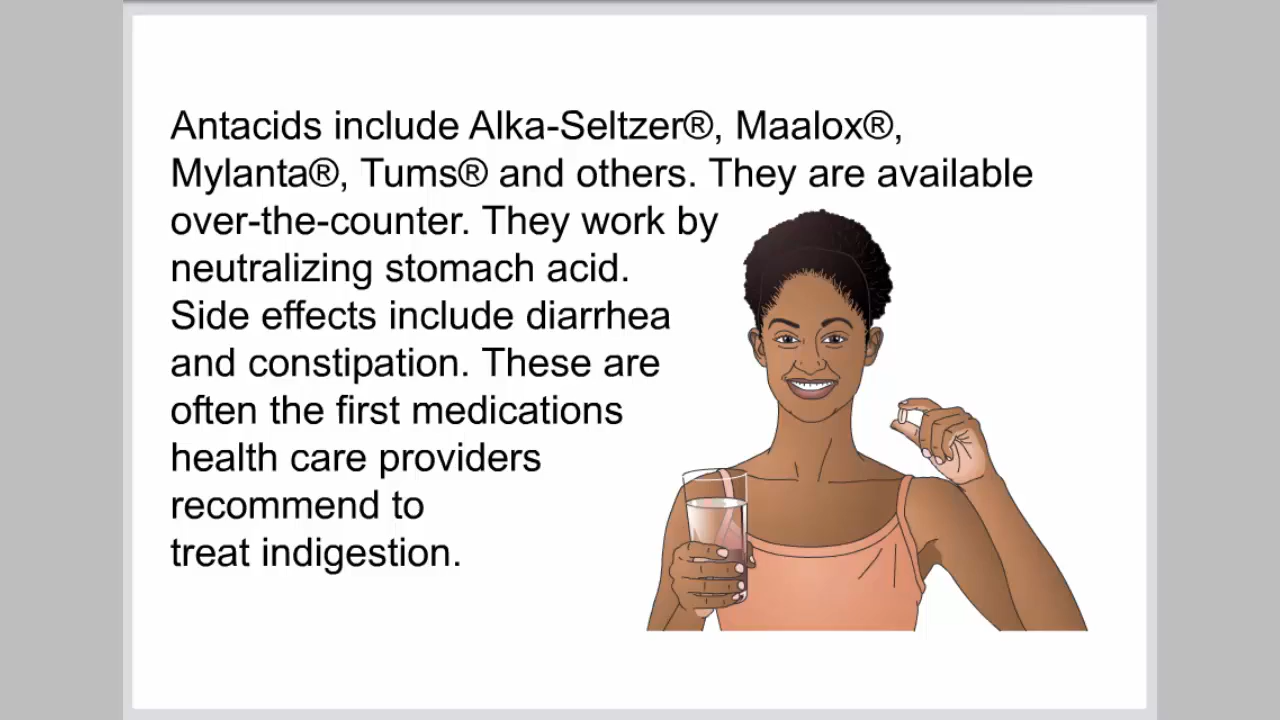 Antacids include Alka-Seltzer®, Maalox®,
Mylanta®, Tums® and others. They are available
over-the-counter. They work by
neutralizing stomach acid.
Side effects include diarrhea
and constipation. These are
often the first medications
health care providers
recommend to
treat indigestion.